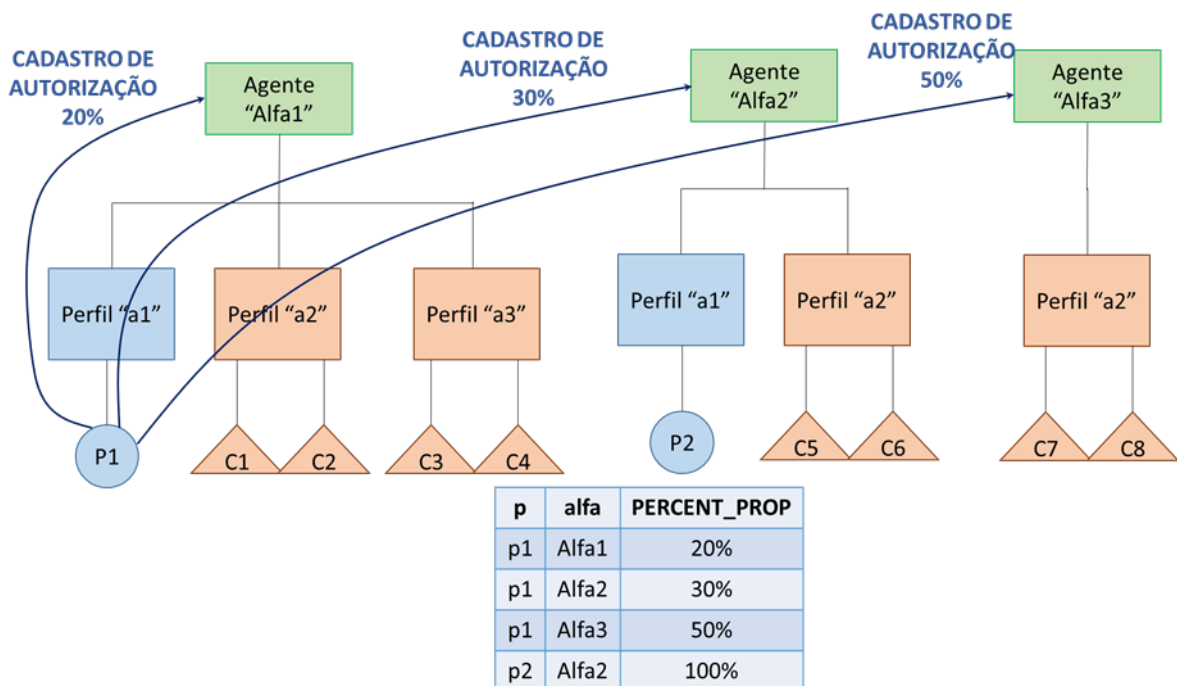 CADASTRO DE
AUTORIZAÇÃO
20%
Agente
“Alfa1”
CADASTRO DE
AUTORIZAÇÃO
30%
Agente
“Alfa2”
CADASTRO DE
AUTORIZAÇÃO
50%
Agente
“Alfa3”
Perfil “a1”
Perfil “a2”
Perfil “a3”
Perfil “a1”
Perfil “a2”
Perfil “a2”
P1
C1
C2
C3
C4
P2
C5
C6
C7
C8
p alfa PERCENT_PROP
p1 Alfa1 20%
p1 Alfa2 30%
p1 Alfa3 50%
p2 Alfa2 100%